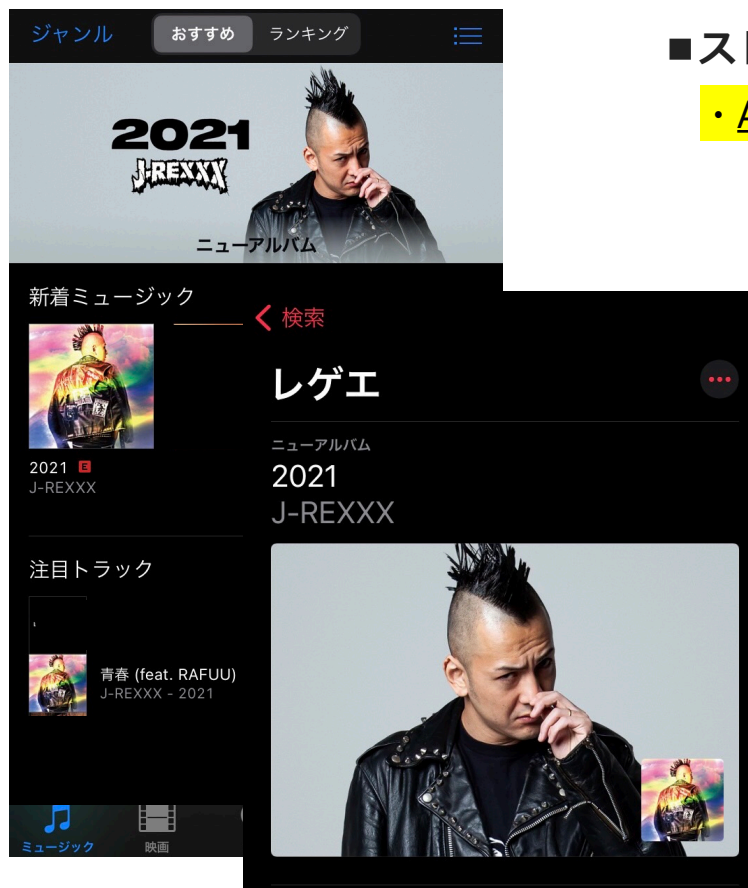 ジャンル
おすすめ
ランキング
2021
J-REXXX
ニューアルバム
新着ミュージック
2021 E
J-REXXX
注目トラック
1
青春 (feat. RAFUU)
J-REXXX - 2021
ミュージック
映画
■ス
・A
検索
レゲエ
ニューアルバム
2021
J-REXXX